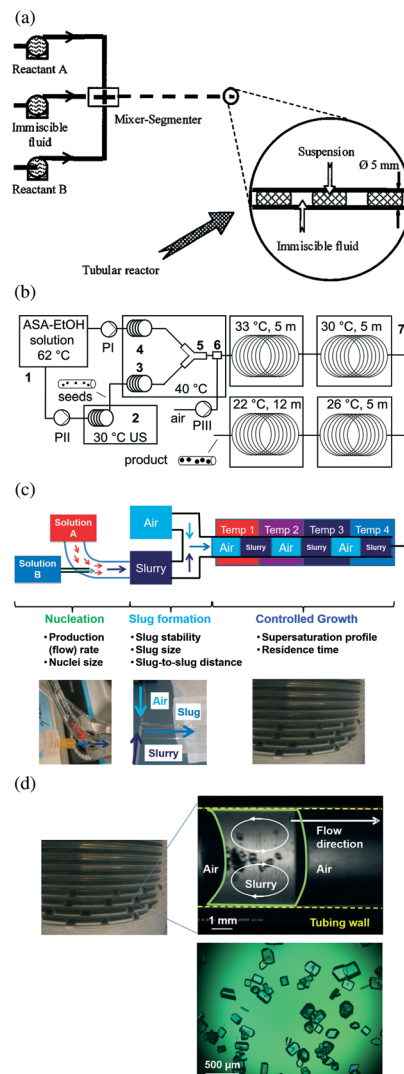 (a)
Reactant A
Immiscible
fluid
Reactant B
Mixer-Segmenter
Suspension
Ø 5 mm
Immiscible fluid
Tubular reactor
(b)
ASA-EtOH
solution
62 °C
PI
1
4
3
5
6
40 °C
33 °C, 5 m
30 °C, 5 m
7
seeds
PII
2
30 °C US
air
PIII
22 °C, 12 m
26 °C, 5 m
product
(c)
Solution
A
Solution
B
Air
Slurry
Temp 1
Temp 2
Temp 3
Temp 4
Air
Slurry
Air
Slurry
Air
Slurry
Nucleation
• Production
(flow) rate
• Nuclei size
Slug formation
• Slug stability
• Slug size
• Slug-to-slug distance
Controlled Growth
• Supersaturation profile
• Residence time
Air
Slug
Slurry
(d)
Flow
direction
Air
Air
Slurry
1 mm
Tubing wall
500 µm